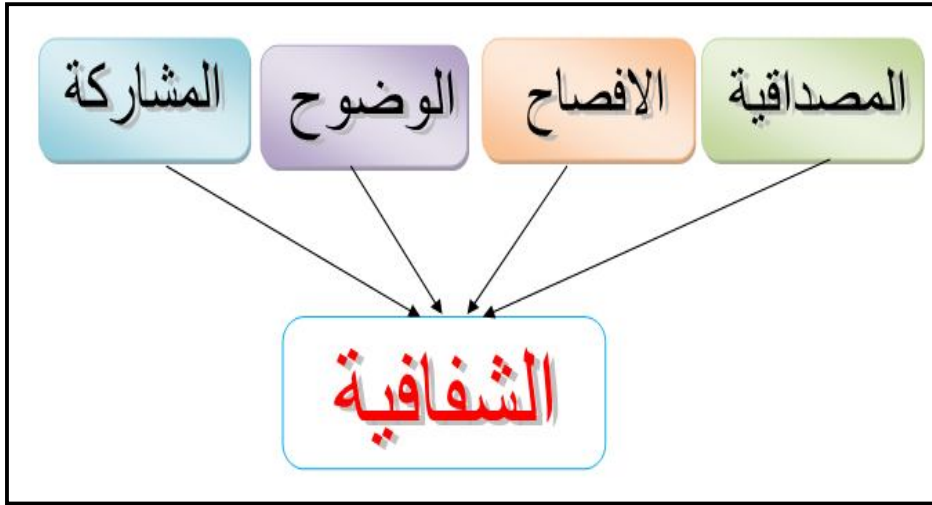 المصداقية
الافصاح
الوضوح
المشاركة
الشفافية